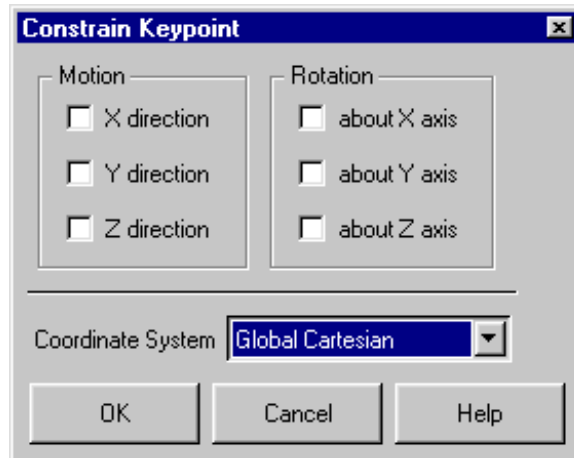 Constrain Keypoint
Motion
X direction
Y direction
Z direction
Rotation
about X axis
about Y axis
about Z axis
Coordinate System Global Cartesian
OK Cancel Help